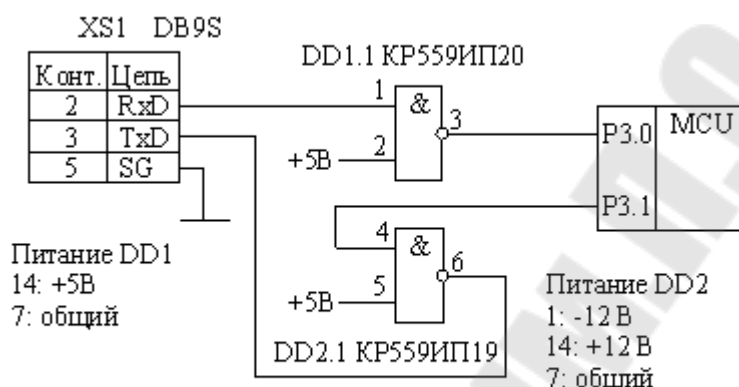 XS1 DB9S
Конт. Цепь
2 RxD
3 TxD
5 SG
DD1.1 КР559ИП20
1
&
2
3
+5В
P3.0
MCU
P3.1
4
&
5
6
+5В
DD2.1 КР559ИП19
Питание DD1
14: +5В
7: общий
Питание DD2
1: -12 В
14: +12 В
7: общий